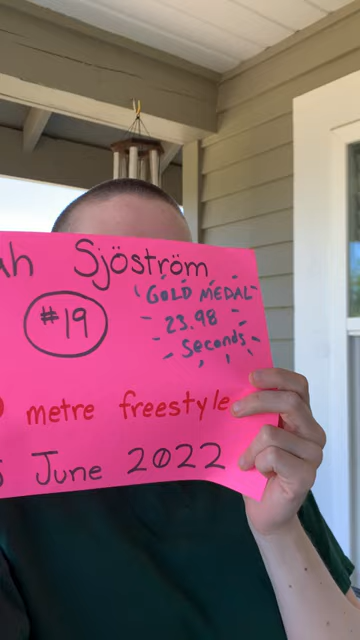 ah Sjöström
#19
GOLD MEDAL
23.98
Seconds
metre freestyle
June 2022